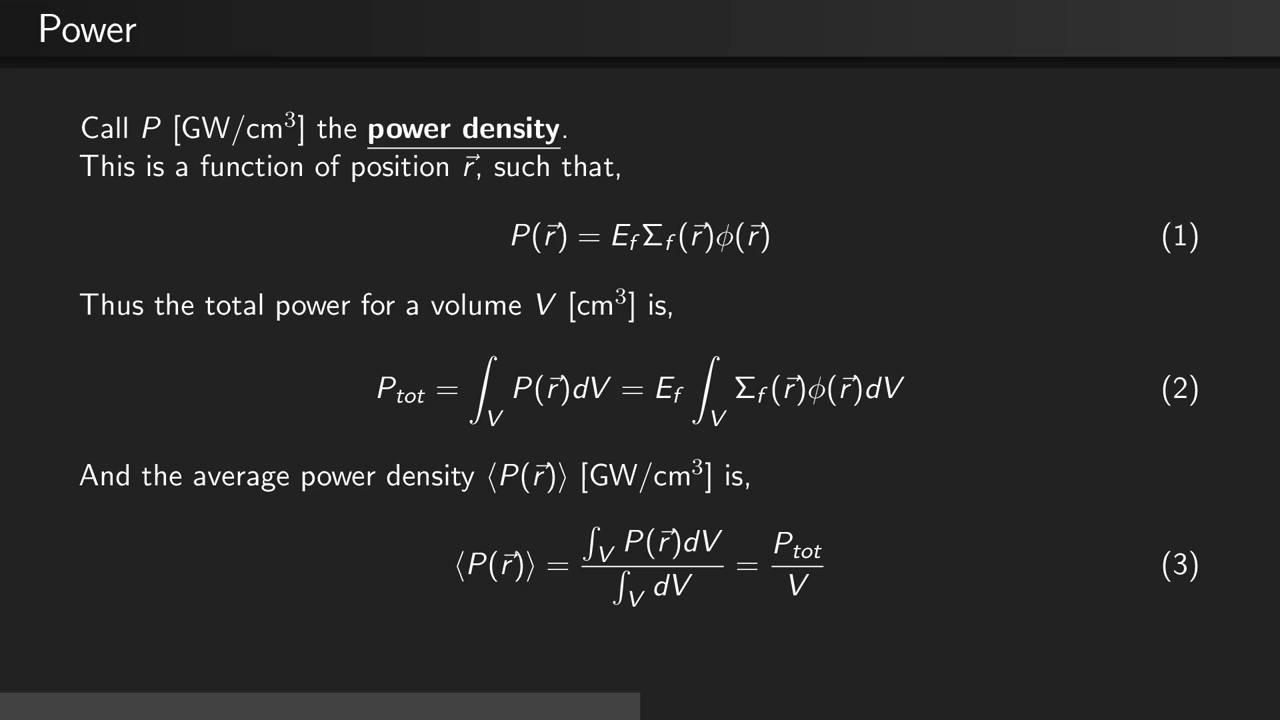 Power
Call P [GW/cm³] the power density.
This is a function of position r⃗, such that,
P(r⃗) = E_f Σ_f(r⃗)ϕ(r⃗) (1)
Thus the total power for a volume V [cm³] is,
P_tot = ∫_V P(r⃗)dV = E_f ∫_V Σ_f(r⃗)ϕ(r⃗)dV (2)
And the average power density ⟨P(r⃗)⟩ [GW/cm³] is,
⟨P(r⃗)⟩ = ∫_V P(r⃗)dV / ∫_V dV = P_tot / V (3)